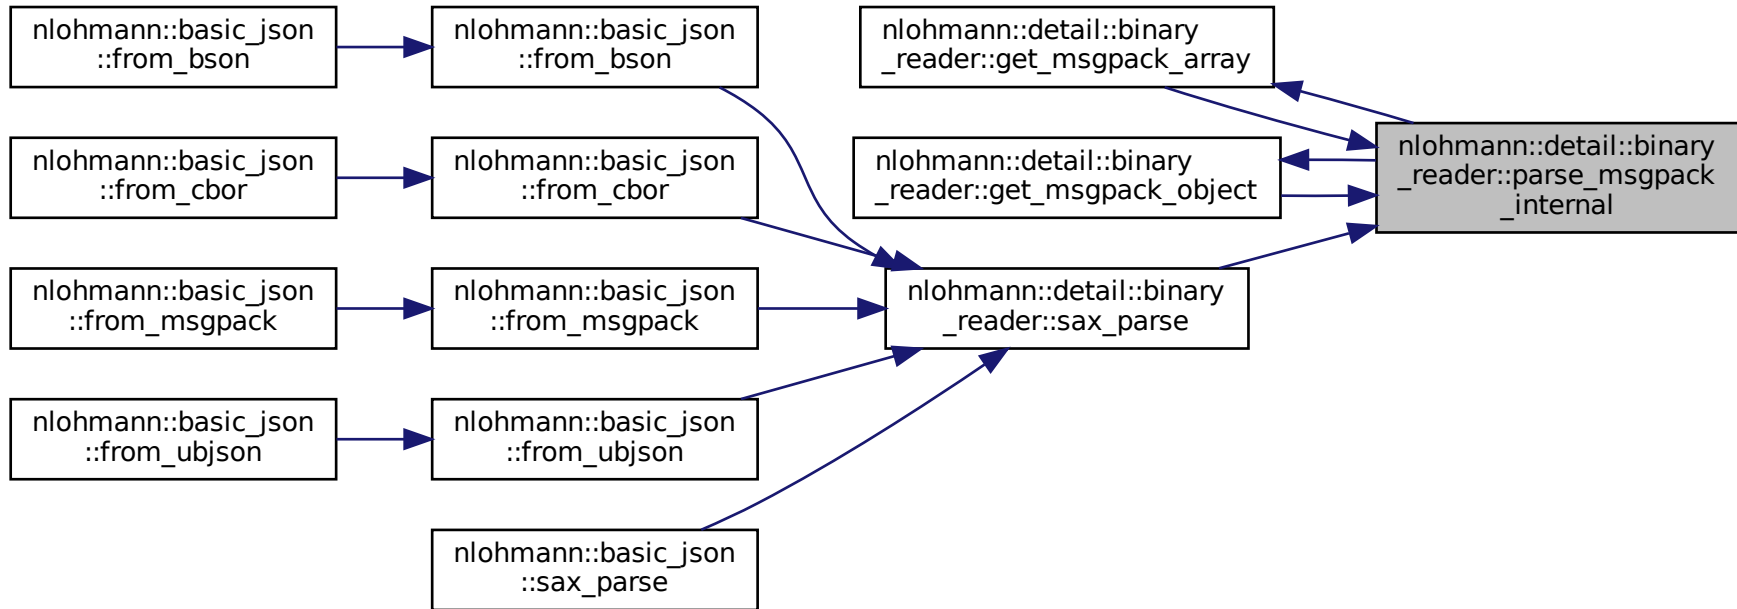 nlohmann::basic_json
::from_bson
nlohmann::basic_json
::from_bson
nlohmann::detail::binary
_reader::get_msgpack_array
nlohmann::basic_json
::from_cbor
nlohmann::basic_json
::from_cbor
nlohmann::detail::binary
_reader::get_msgpack_object
nlohmann::detail::binary
_reader::parse_msgpack
_internal
nlohmann::basic_json
::from_msgpack
nlohmann::basic_json
::from_msgpack
nlohmann::detail::binary
_reader::sax_parse
nlohmann::basic_json
::from_ubjson
nlohmann::basic_json
::from_ubjson
nlohmann::basic_json
::sax_parse